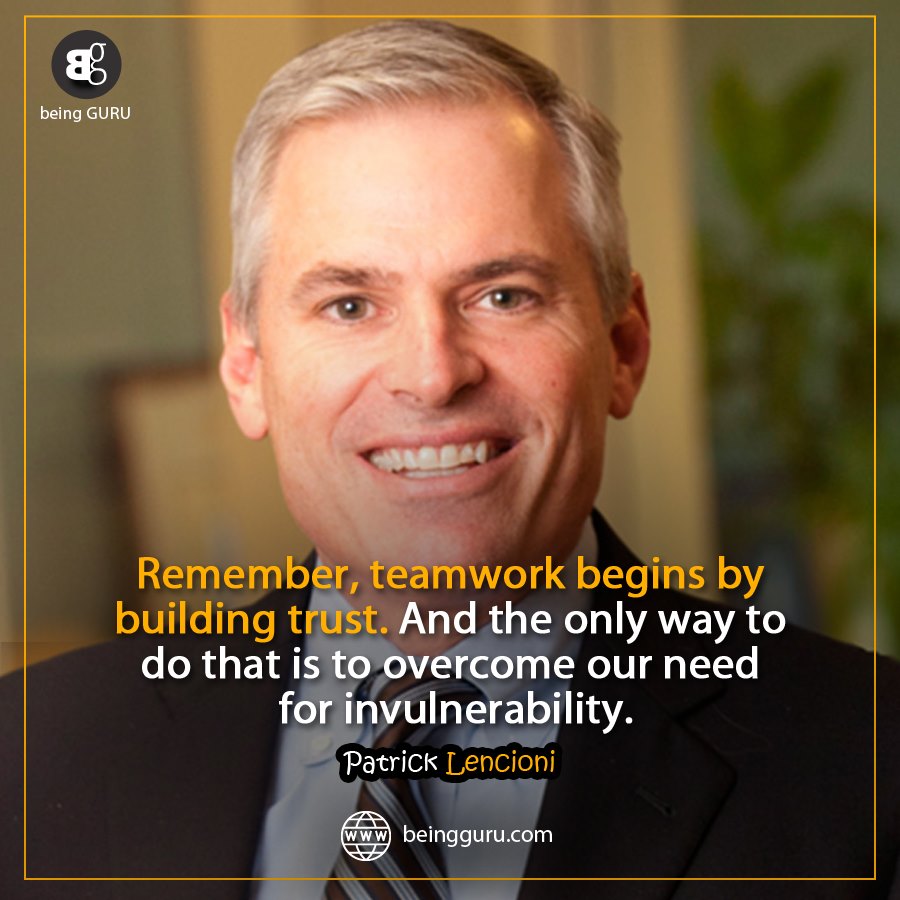 Bg
being GURU
Remember, teamwork begins by
building trust. And the only way to
do that is to overcome our need
for invulnerability.
Patrick Lencioni
www beingguru.com